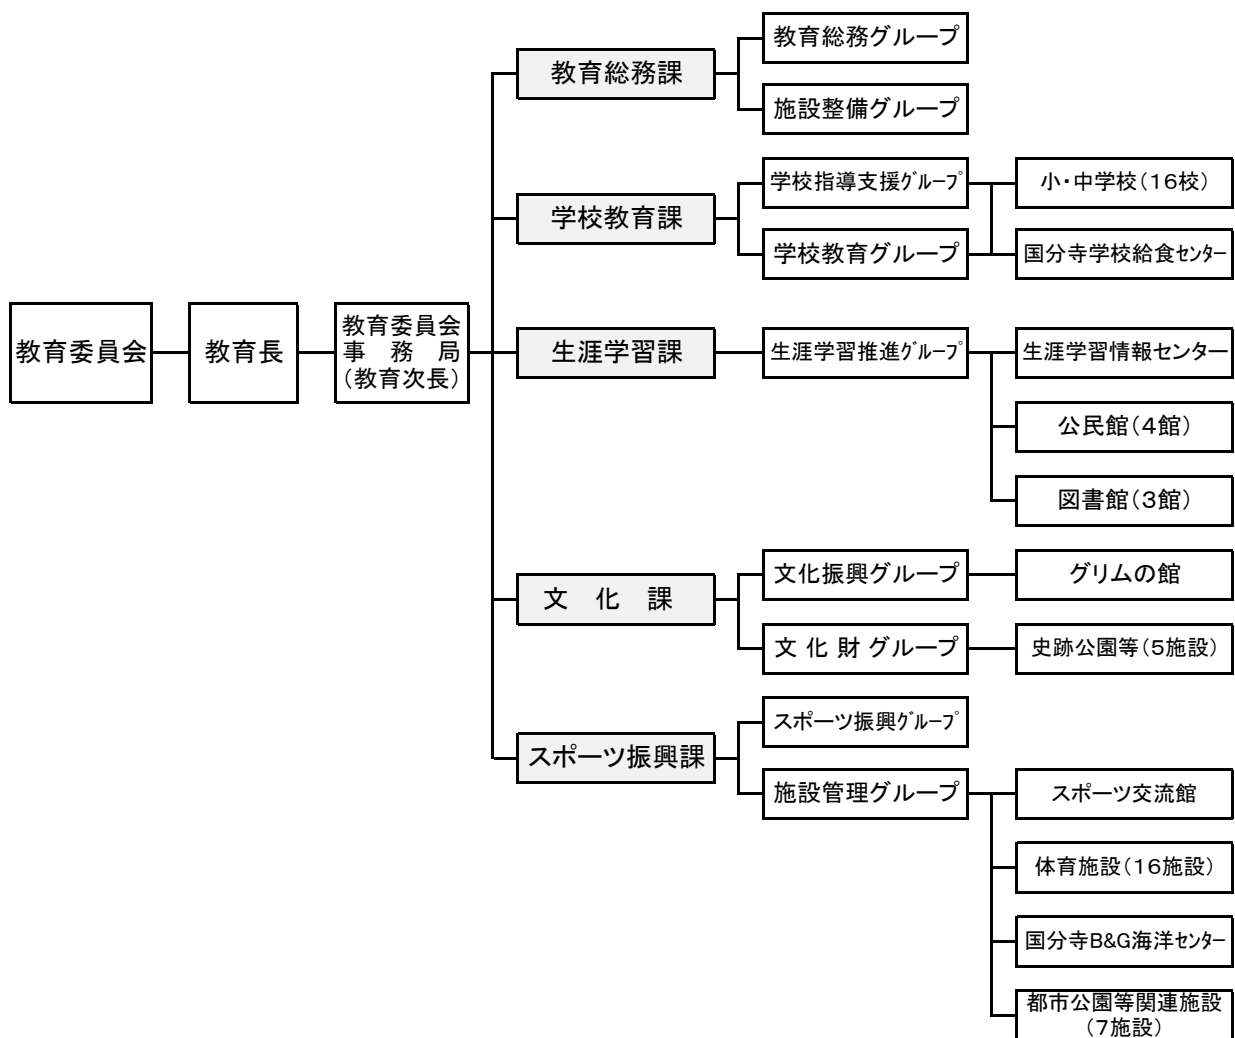 教育総務グループ
教育総務課
施設整備グループ
学校指導支援ｸﾞﾙｰﾌﾟ
小・中学校（１６校）
学校教育課
学校教育グループ
国分寺学校給食ｾﾝﾀｰ
教育委員会
教育長
教育委員会
事　務　局
（教育次長）
生涯学習課
生涯学習推進ｸﾞﾙｰﾌﾟ
生涯学習情報センター
公民館（４館）
図書館（３館）
文化振興グループ
グリムの館
文　化　課
文 化 財 グループ
史跡公園等（５施設）
スポーツ振興ｸﾞﾙｰﾌﾟ
スポーツ振興課
施設管理グループ
スポーツ交流館
体育施設（１６施設）
国分寺B&G海洋ｾﾝﾀｰ
都市公園等関連施設
（７施設）